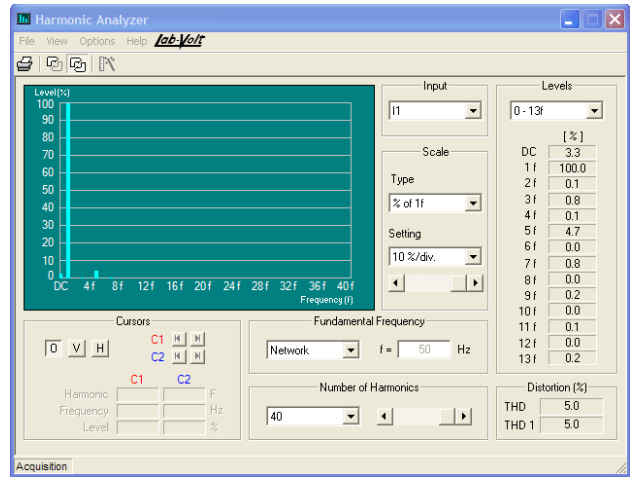 Harmonic Analyzer
File View Options Help Lab-Volt
Level(%)
100
90
80
70
60
50
40
30
20
10
0
DC 4f 8f 12f 16f 20f 24f 28f 32f 36f 40f
Frequency (f)
Input
I1
Scale
Type
% of 1f
Setting
10 %/div.
Levels
0 - 13f
[ % ]
DC 3.3
1 f 100.0
2 f 0.1
3 f 0.8
4 f 0.1
5 f 4.7
6 f 0.0
7 f 0.8
8 f 0.0
9 f 0.2
10 f 0.0
11 f 0.1
12 f 0.0
13 f 0.2
Cursors
O V H
C1
C2
C1 C2
Harmonic F
Frequency Hz
Level %
Fundamental Frequency
Network f = 50 Hz
Number of Harmonics
40
Distortion (%)
THD 5.0
THD 1 5.0
Acquisition